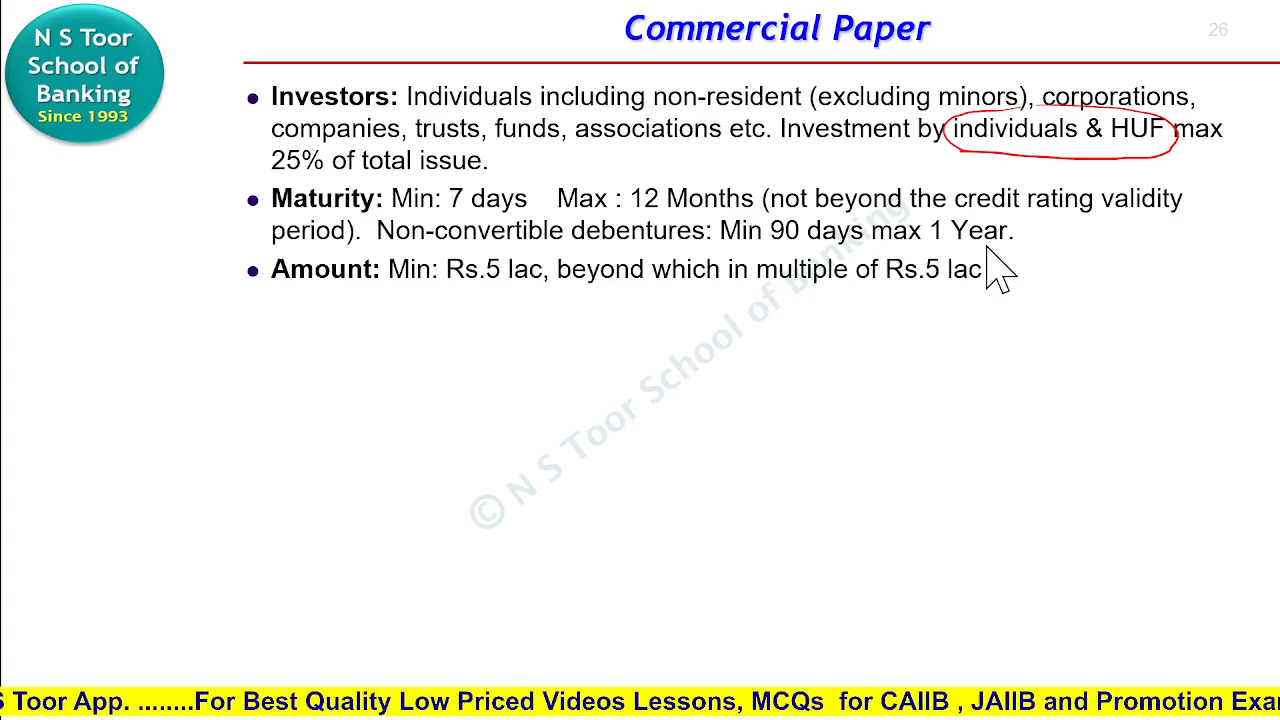 N S Toor
School of
Banking
Since 1993
Commercial Paper
26
• Investors: Individuals including non-resident (excluding minors), corporations,
companies, trusts, funds, associations etc. Investment by individuals & HUF max
25% of total issue.
• Maturity: Min: 7 days Max : 12 Months (not beyond the credit rating validity
period). Non-convertible debentures: Min 90 days max 1 Year.
• Amount: Min: Rs.5 lac, beyond which in multiple of Rs.5 lac
© N S Toor School of Banking
S Toor App. ........For Best Quality Low Priced Videos Lessons, MCQs for CAIIB , JAIIB and Promotion Exa